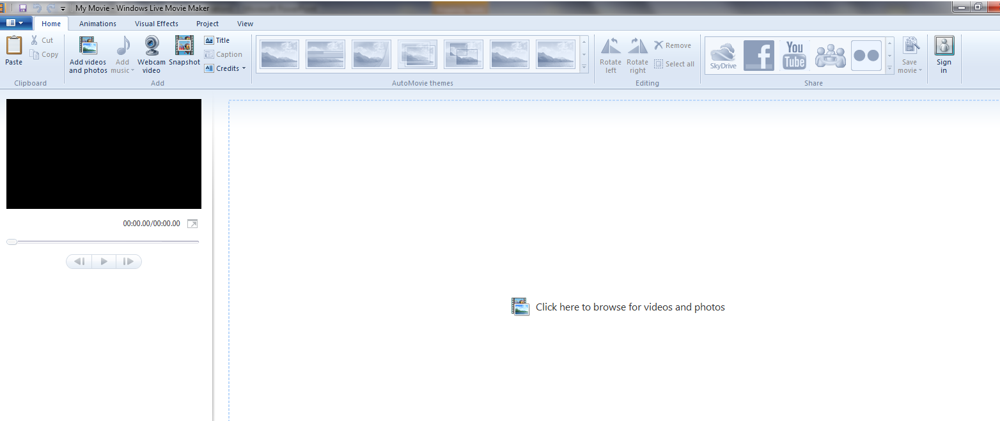 My Movie - Windows Live Movie Maker
Home Animations Visual Effects Project View
Paste
Cut
Copy
Clipboard
Add videos
and photos
Add
music
Webcam
video
Snapshot
Title
Caption
Credits
Add
AutoMovie themes
Rotate
left
Rotate
right
Remove
Select all
Editing
SkyDrive
f
You
Tube
Share
Save
movie
Sign
in
00:00.00/00:00.00
Click here to browse for videos and photos